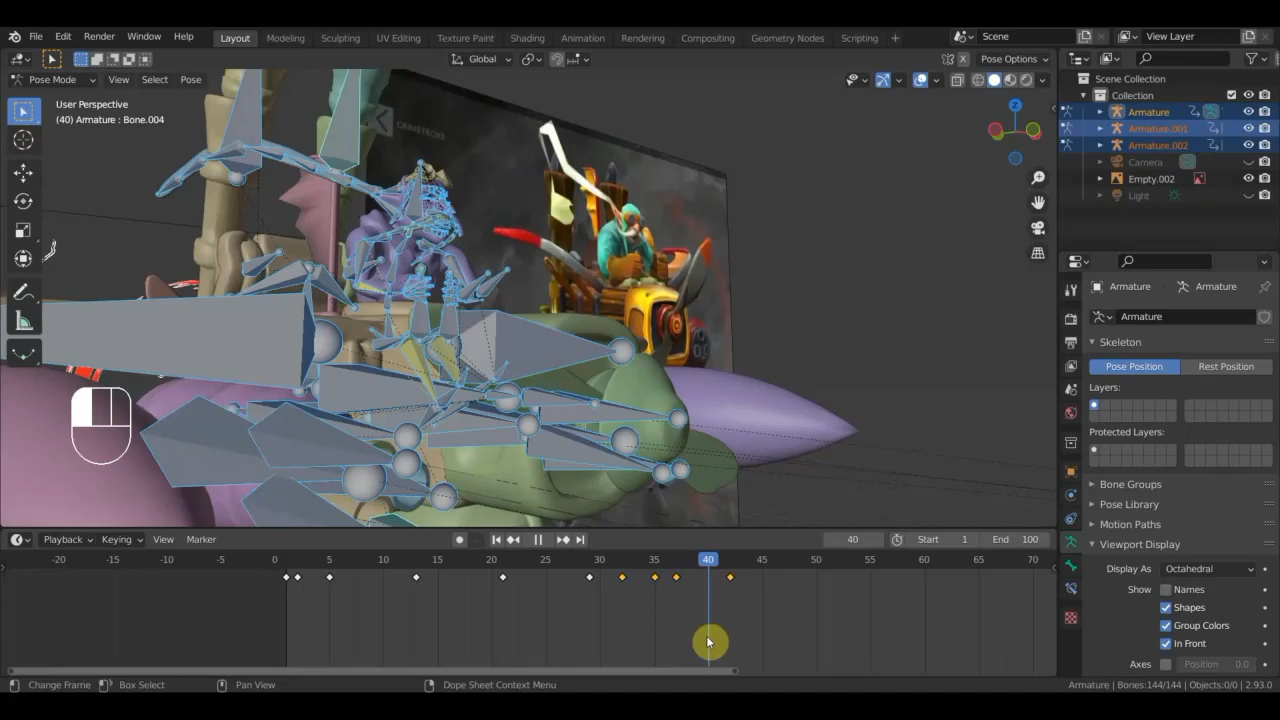 File Edit Render Window Help Layout Modeling Sculpting UV Editing Texture Paint Shading Animation Rendering Compositing Geometry Nodes Scripting + Scene View Layer
Global Pose Options
Pose Mode View Select Pose
User Perspective
(40) Armature : Bone.004
GRIMSTROKE
Z
Scene Collection
Collection
Armature
Armature.001
Armature.002
Camera
Empty.002
Light
Armature Armature
Armature
Skeleton
Pose Position Rest Position
Layers:
Protected Layers:
Bone Groups
Pose Library
Motion Paths
Viewport Display
Display As Octahedral
Show Names
Shapes
Group Colors
In Front
Axes Position 0.0
Playback Keying View Marker 40 Start 1 End 100
-20 -15 -10 -5 0 5 10 15 20 25 30 35 40 45 50 55 60 65 70
Change Frame Box Select Pan View Dope Sheet Context Menu Armature | Bones:144/144 | Objects:0/0 | 2.93.0